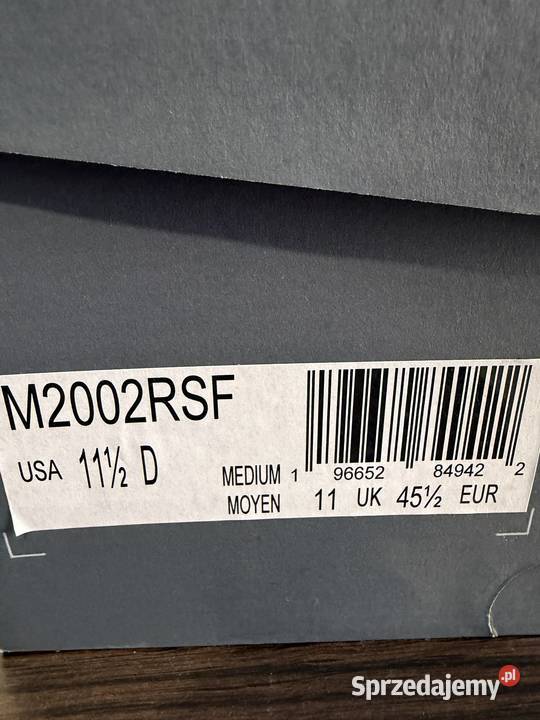 M2002RSF
USA 11½ D
MEDIUM 1 96652 84942 2
MOYEN 11 UK 45½ EUR
Sprzedajemy.pl